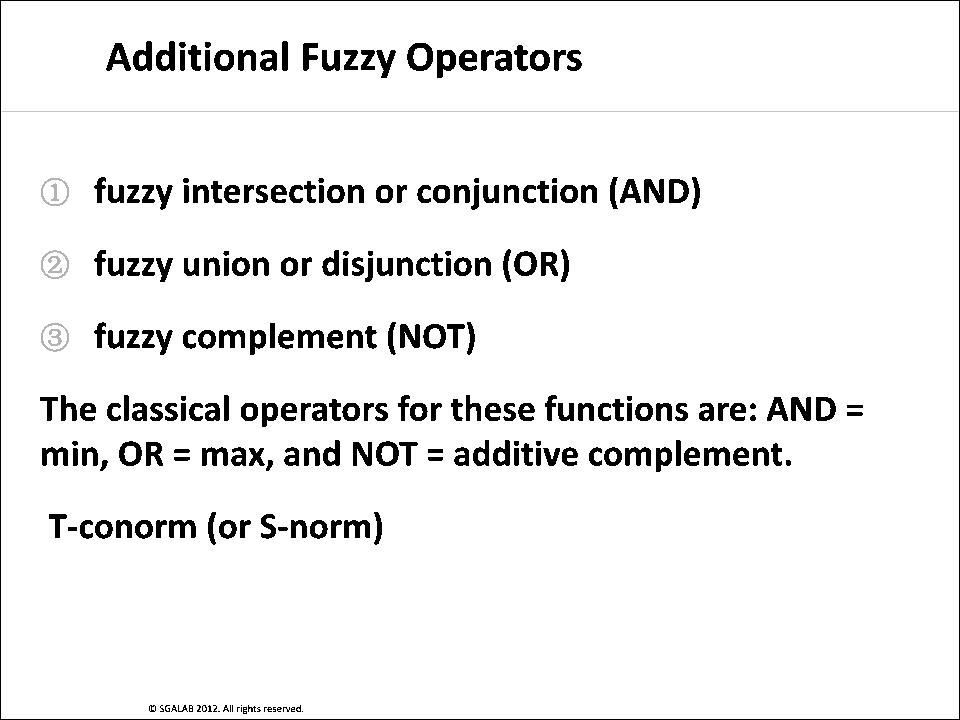 Additional Fuzzy Operators
① fuzzy intersection or conjunction (AND)
② fuzzy union or disjunction (OR)
③ fuzzy complement (NOT)
The classical operators for these functions are: AND =
min, OR = max, and NOT = additive complement.
T-conorm (or S-norm)
© SGALAB 2012. All rights reserved.